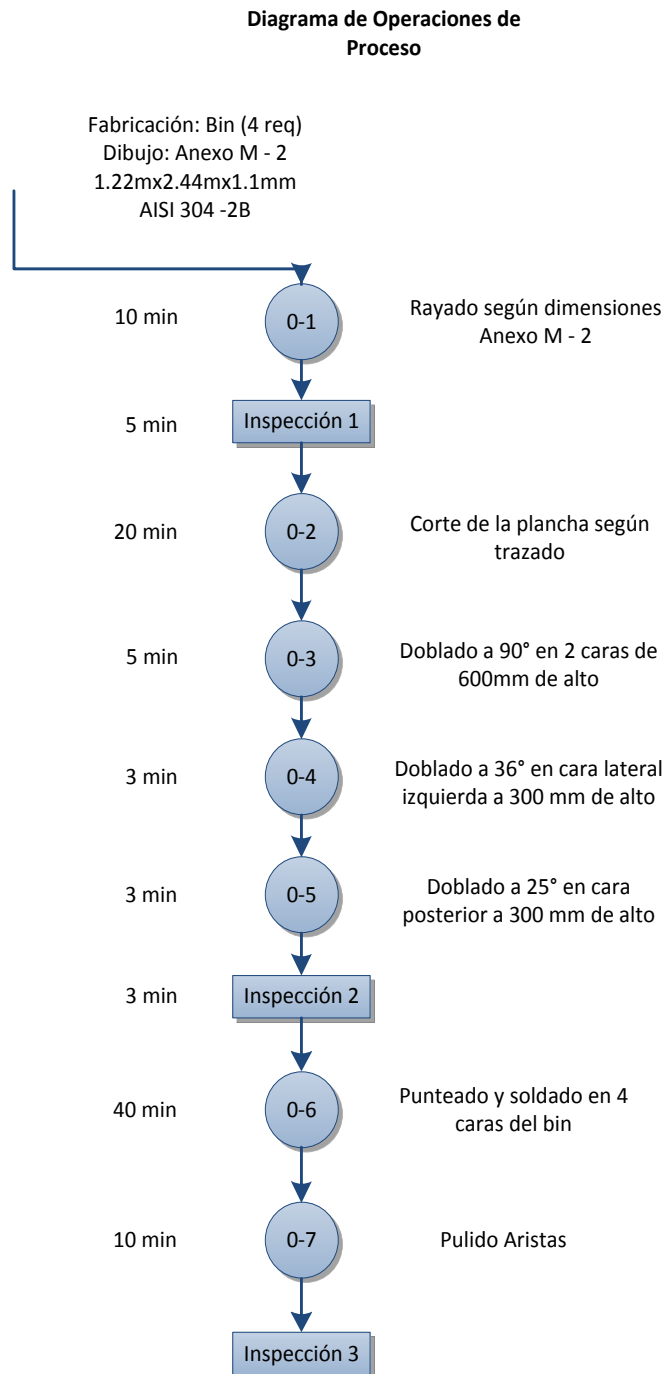 Diagrama de Operaciones de
Proceso
Fabricación: Bin (4 req)
Dibujo: Anexo M - 2
1.22mx2.44mx1.1mm
AISI 304 -2B
10 min
0-1
Rayado según dimensiones
Anexo M - 2
5 min
Inspección 1
20 min
0-2
Corte de la plancha según
trazado
5 min
0-3
Doblado a 90° en 2 caras de
600mm de alto
3 min
0-4
Doblado a 36° en cara lateral
izquierda a 300 mm de alto
3 min
0-5
Doblado a 25° en cara
posterior a 300 mm de alto
3 min
Inspección 2
40 min
0-6
Punteado y soldado en 4
caras del bin
10 min
0-7
Pulido Aristas
Inspección 3